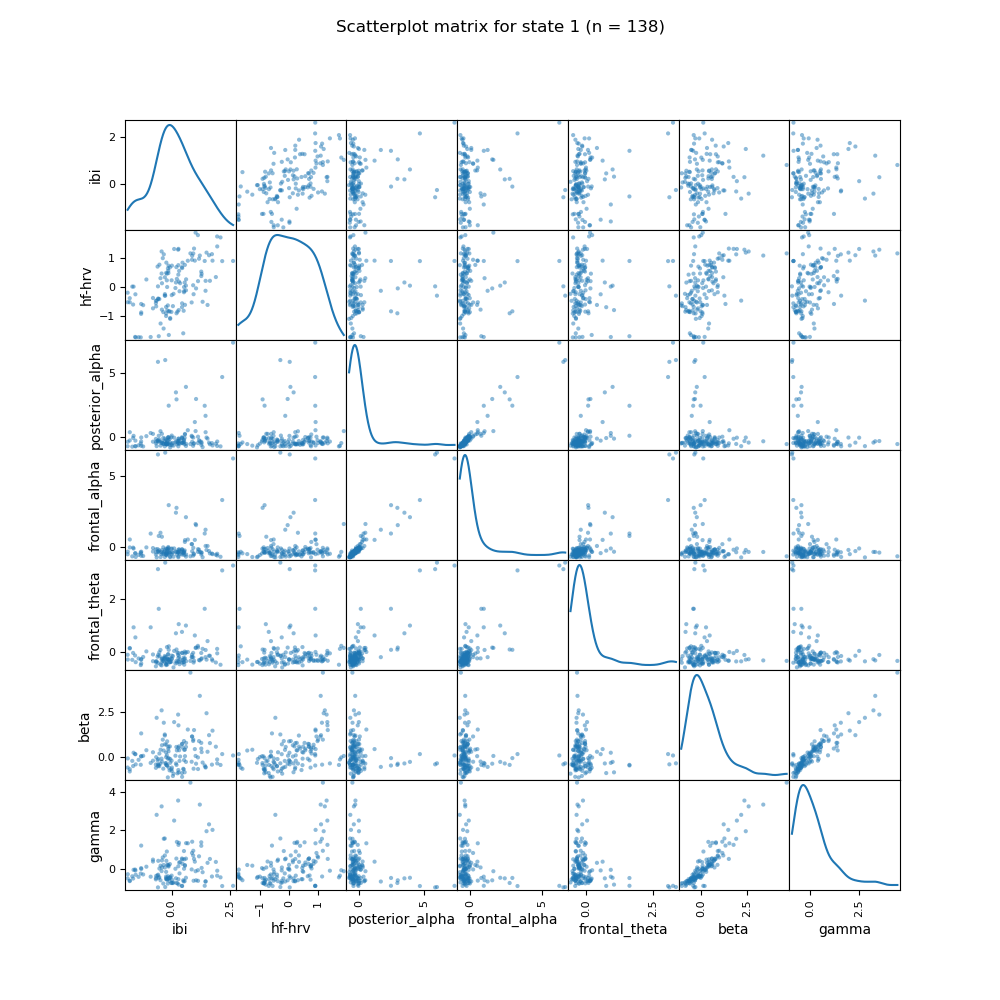 Scatterplot matrix for state 1 (n = 138)
2
0
ibi
1
0
−1
hf-hrv
5
0
posterior_alpha
5
0
frontal_alpha
2
0
frontal_theta
2.5
0.0
beta
4
2
0
gamma
0.0 2.5 −1 0 1 0 5 0 5 0.0 2.5 0.0 2.5 0.0 2.5
ibi hf-hrv posterior_alpha frontal_alpha frontal_theta beta gamma